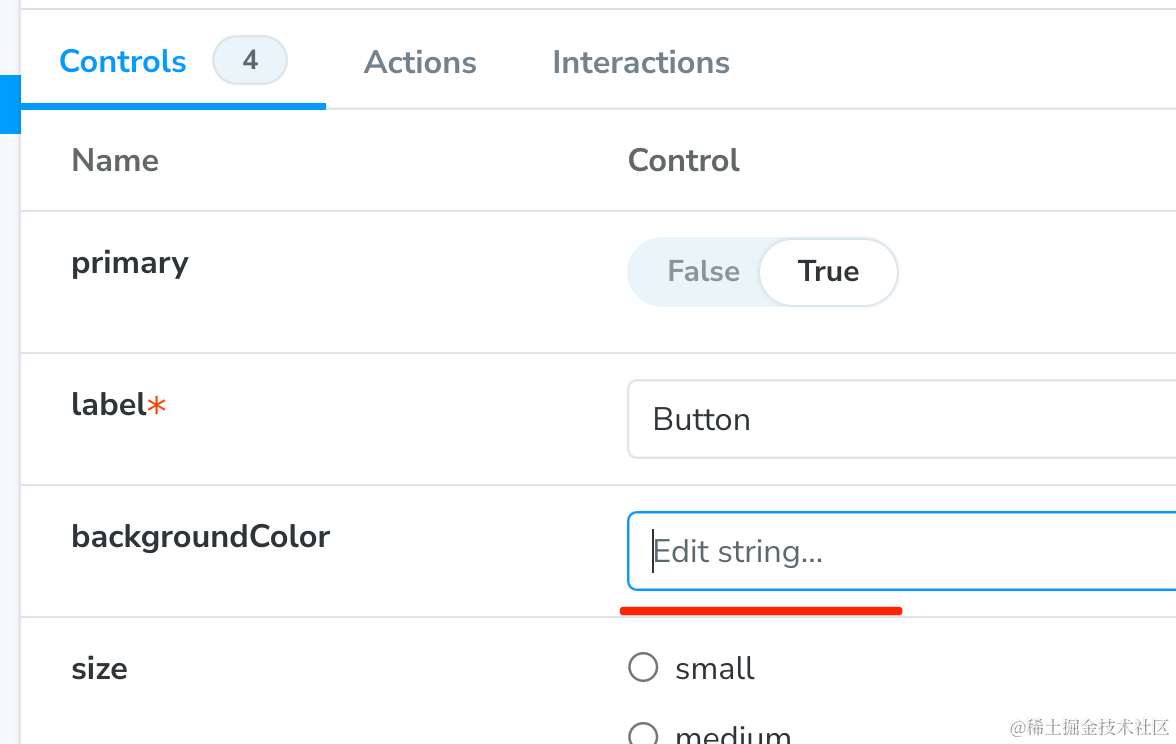 Controls 4 Actions Interactions
Name Control
primary False True
label* Button
backgroundColor Edit string...
size small
medium
@稀土掘金技术社区